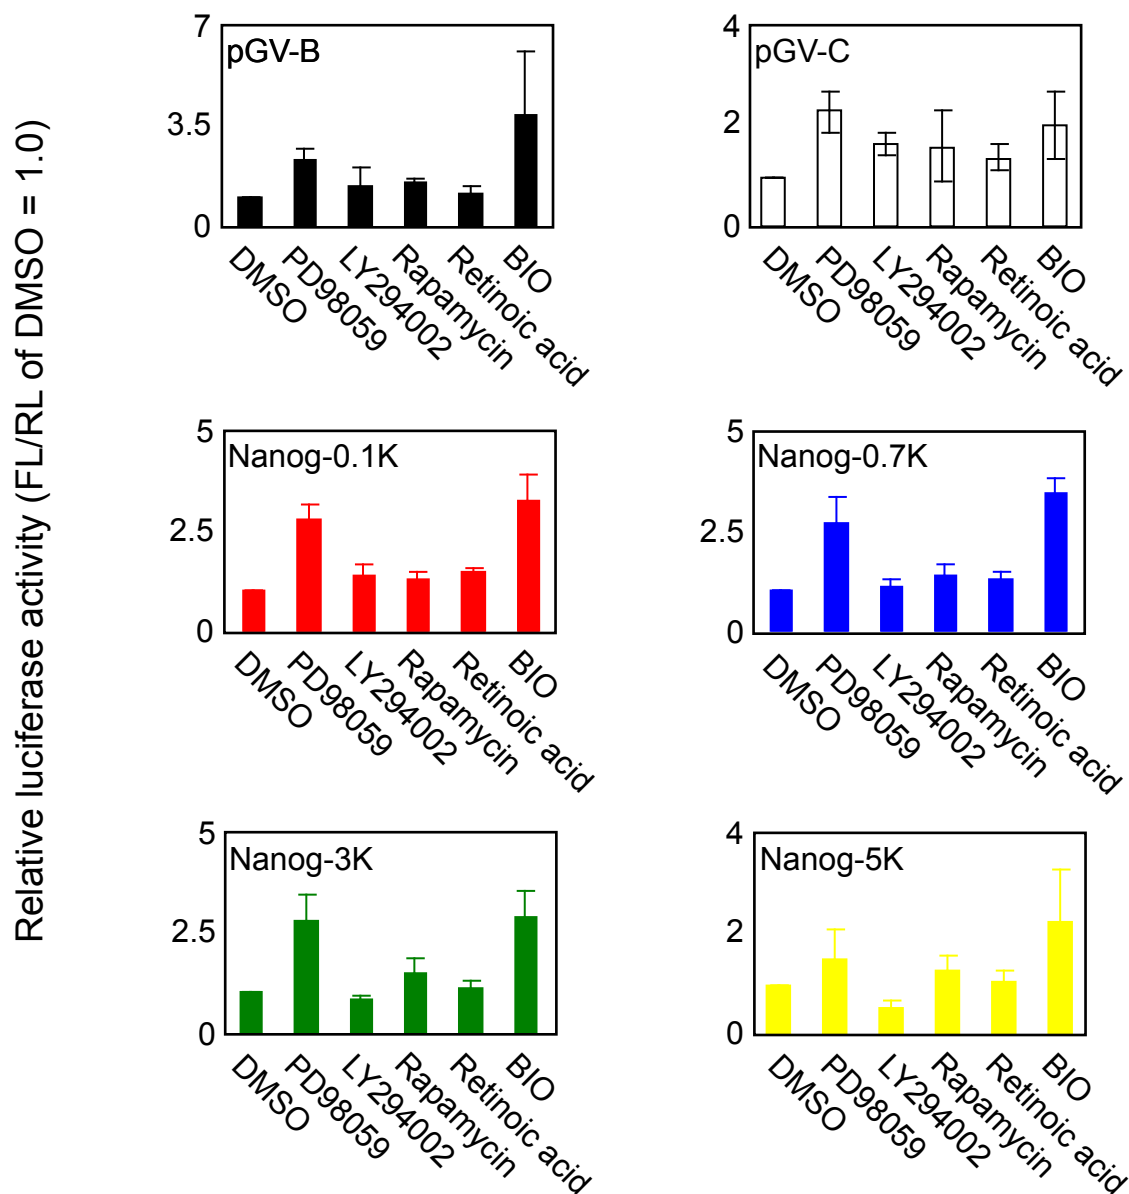 Relative luciferase activity (FL/RL of DMSO = 1.0)
pGV-B
7
3.5
0
DMSO
PD98059
LY294002
Rapamycin
Retinoic acid
BIO
pGV-C
4
2
0
DMSO
PD98059
LY294002
Rapamycin
Retinoic acid
BIO
Nanog-0.1K
5
2.5
0
DMSO
PD98059
LY294002
Rapamycin
Retinoic acid
BIO
Nanog-0.7K
5
2.5
0
DMSO
PD98059
LY294002
Rapamycin
Retinoic acid
BIO
Nanog-3K
5
2.5
0
DMSO
PD98059
LY294002
Rapamycin
Retinoic acid
BIO
Nanog-5K
4
2
0
DMSO
PD98059
LY294002
Rapamycin
Retinoic acid
BIO